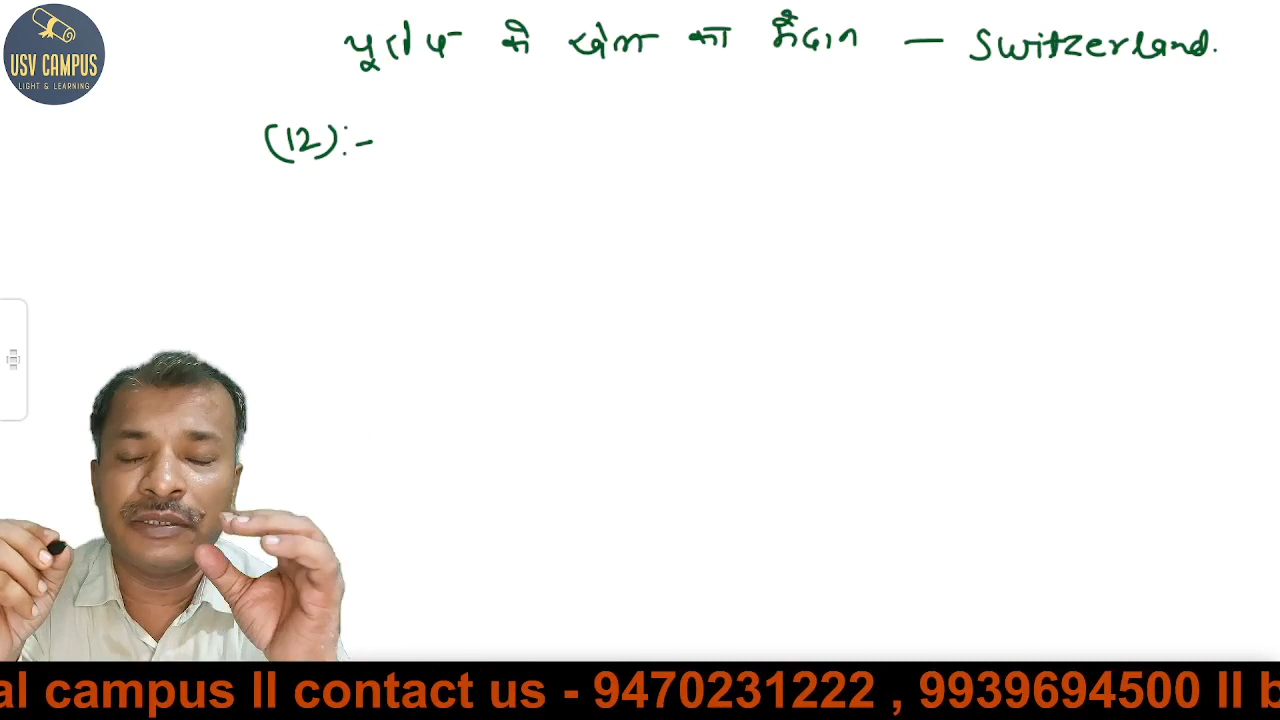 यूरोप के खेल का मैदान — Switzerland.
USV CAMPUS
LIGHT & LEARNING
(12):-
al campus II contact us - 9470231222 , 9939694500 II b